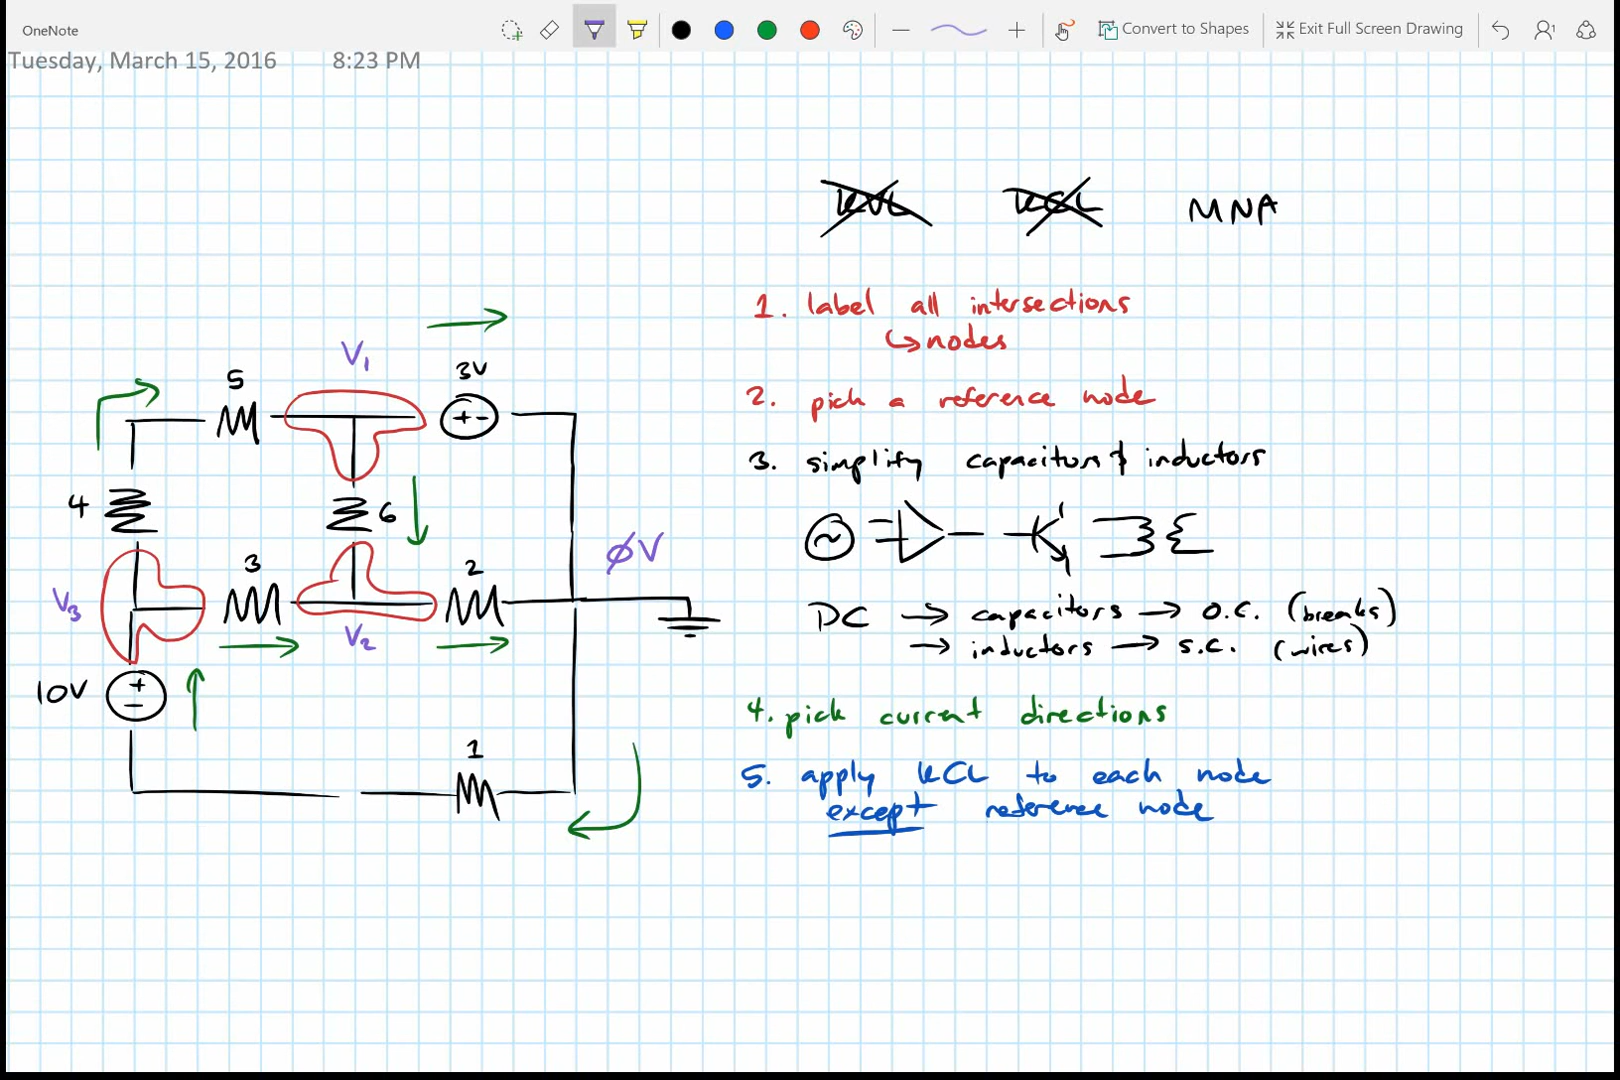 OneNote
Convert to Shapes
Exit Full Screen Drawing
Tuesday, March 15, 2016 8:23 PM
KVL KCL MNA
1. label all intersections
↳ nodes
2. pick a reference node
3. simplify capacitors & inductors
DC → capacitors → O.C. (breaks)
→ inductors → S.C. (wires)
4. pick current directions
5. apply KCL to each node
except reference node
V₁
3V
5
+ -
4
6
ØV
3
2
V₃
V₂
10V
+
-
1